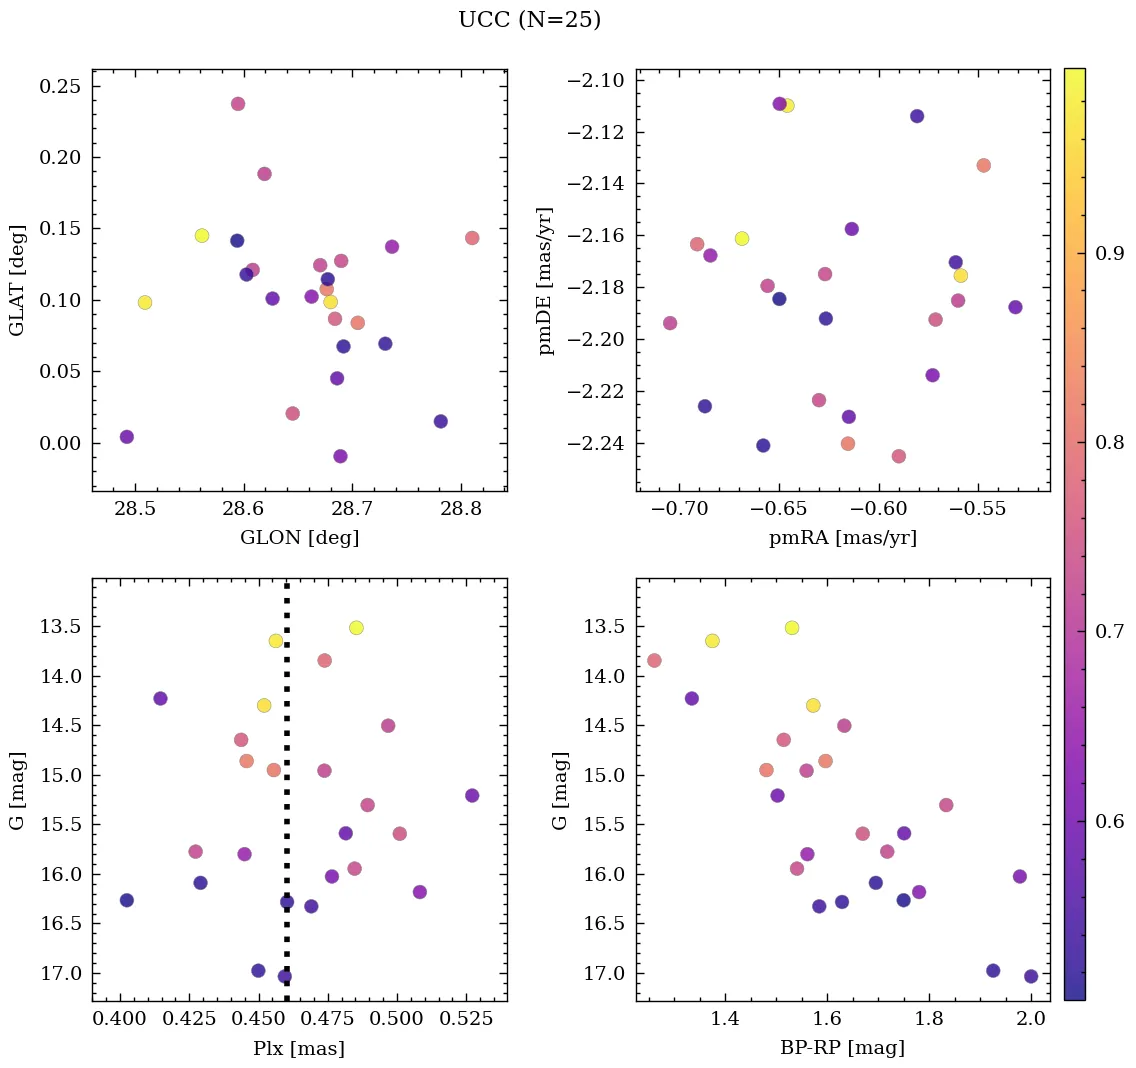 UCC (N=25)
0.25
0.20
0.15
0.10
0.05
0.00
GLAT [deg]
28.5 28.6 28.7 28.8
GLON [deg]
−2.10
−2.12
−2.14
−2.16
−2.18
−2.20
−2.22
−2.24
pmDE [mas/yr]
−0.70 −0.65 −0.60 −0.55
pmRA [mas/yr]
0.9
0.8
0.7
0.6
13.5
14.0
14.5
15.0
15.5
16.0
16.5
17.0
G [mag]
0.400 0.425 0.450 0.475 0.500 0.525
Plx [mas]
13.5
14.0
14.5
15.0
15.5
16.0
16.5
17.0
G [mag]
1.4 1.6 1.8 2.0
BP-RP [mag]